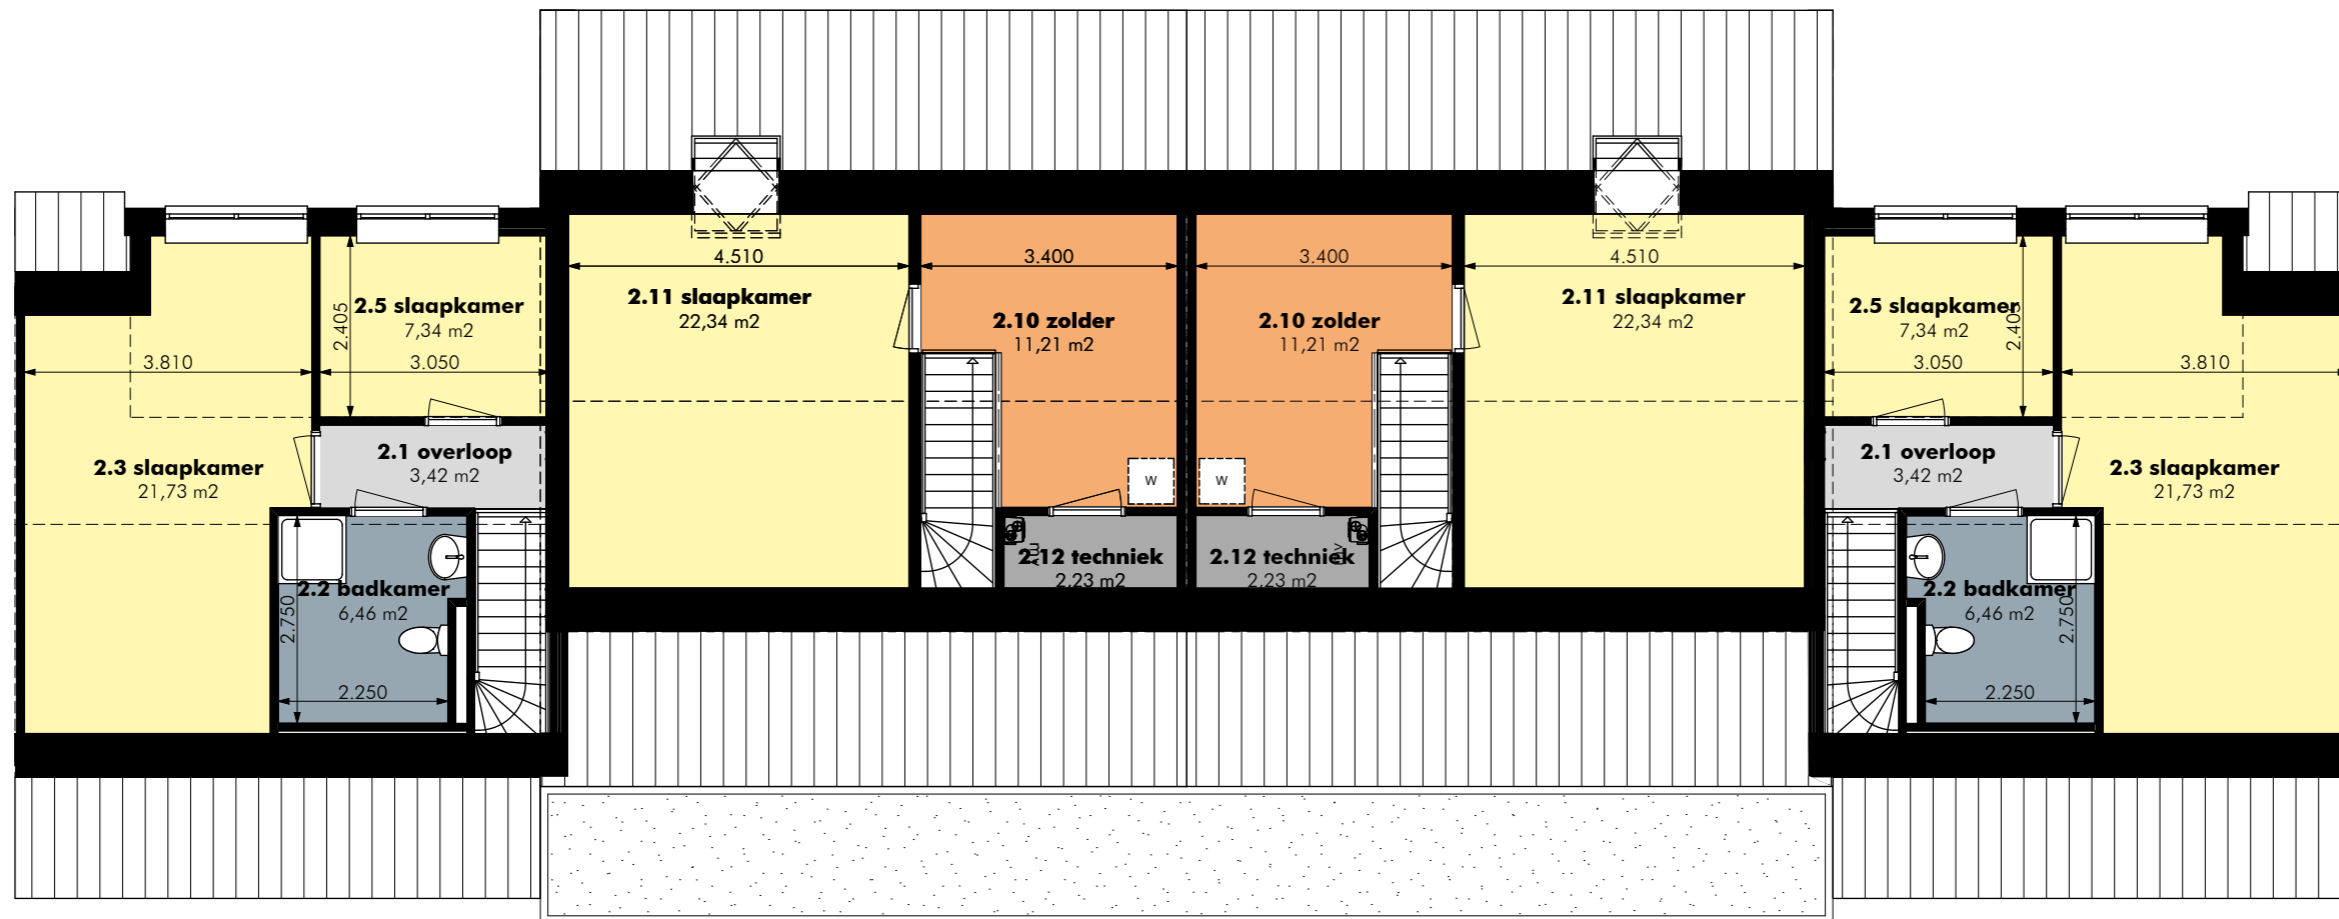 4.510
3.400
3.400
4.510
2.11 slaapkamer
22,34 m2
2.10 zolder
11,21 m2
2.10 zolder
11,21 m2
2.11 slaapkamer
22,34 m2
2.5 slaapkamer
7,34 m2
2.405
3.810
3.050
2.5 slaapkamer
7,34 m2
2.405
3.050
3.810
2.1 overloop
3,42 m2
2.3 slaapkamer
21,73 m2
w
w
2.1 overloop
3,42 m2
2.3 slaapkamer
21,73 m2
2.12 techniek
2,23 m2
2.12 techniek
2,23 m2
2.2 badkamer
6,46 m2
2.750
2.250
2.2 badkamer
6,46 m2
2.750
2.250